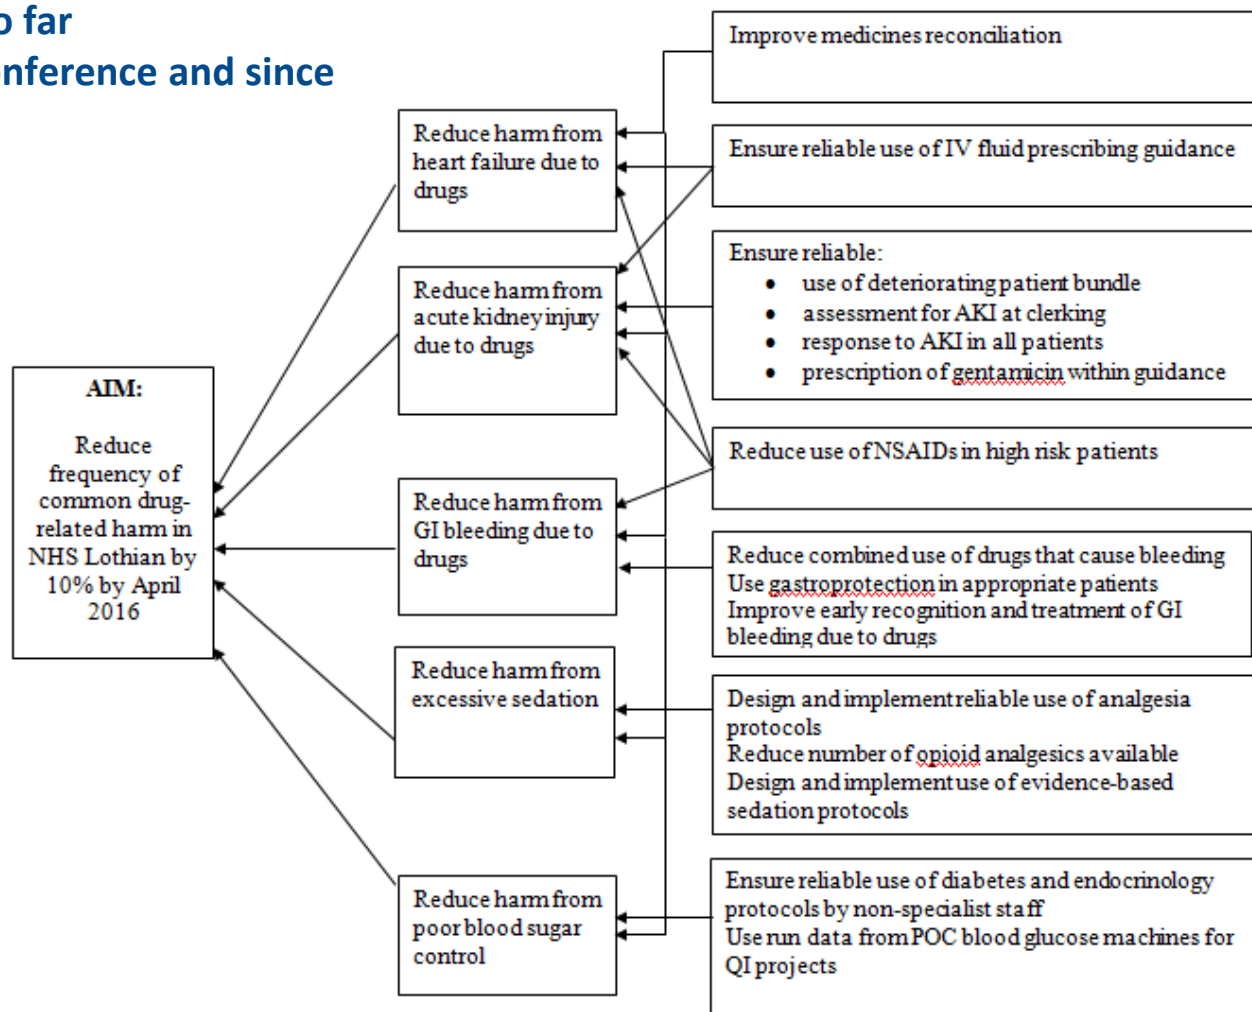 o far
onference and since
AIM:
Reduce
frequency of
common drug-
related harm in
NHS Lothian by
10% by April
2016
Reduce harm from
heart failure due to
drugs
Reduce harm from
acute kidney injury
due to drugs
Reduce harm from
GI bleeding due to
drugs
Reduce harm from
excessive sedation
Reduce harm from
poor blood sugar
control
Improve medicines reconciliation
Ensure reliable use of IV fluid prescribing guidance
Ensure reliable:
• use of deteriorating patient bundle
• assessment for AKI at clerking
• response to AKI in all patients
• prescription of gentamicin within guidance
Reduce use of NSAIDs in high risk patients
Reduce combined use of drugs that cause bleeding
Use gastroprotection in appropriate patients
Improve early recognition and treatment of GI
bleeding due to drugs
Design and implement reliable use of analgesia
protocols
Reduce number of opioid analgesics available
Design and implement use of evidence-based
sedation protocols
Ensure reliable use of diabetes and endocrinology
protocols by non-specialist staff
Use run data from POC blood glucose machines for
QI projects